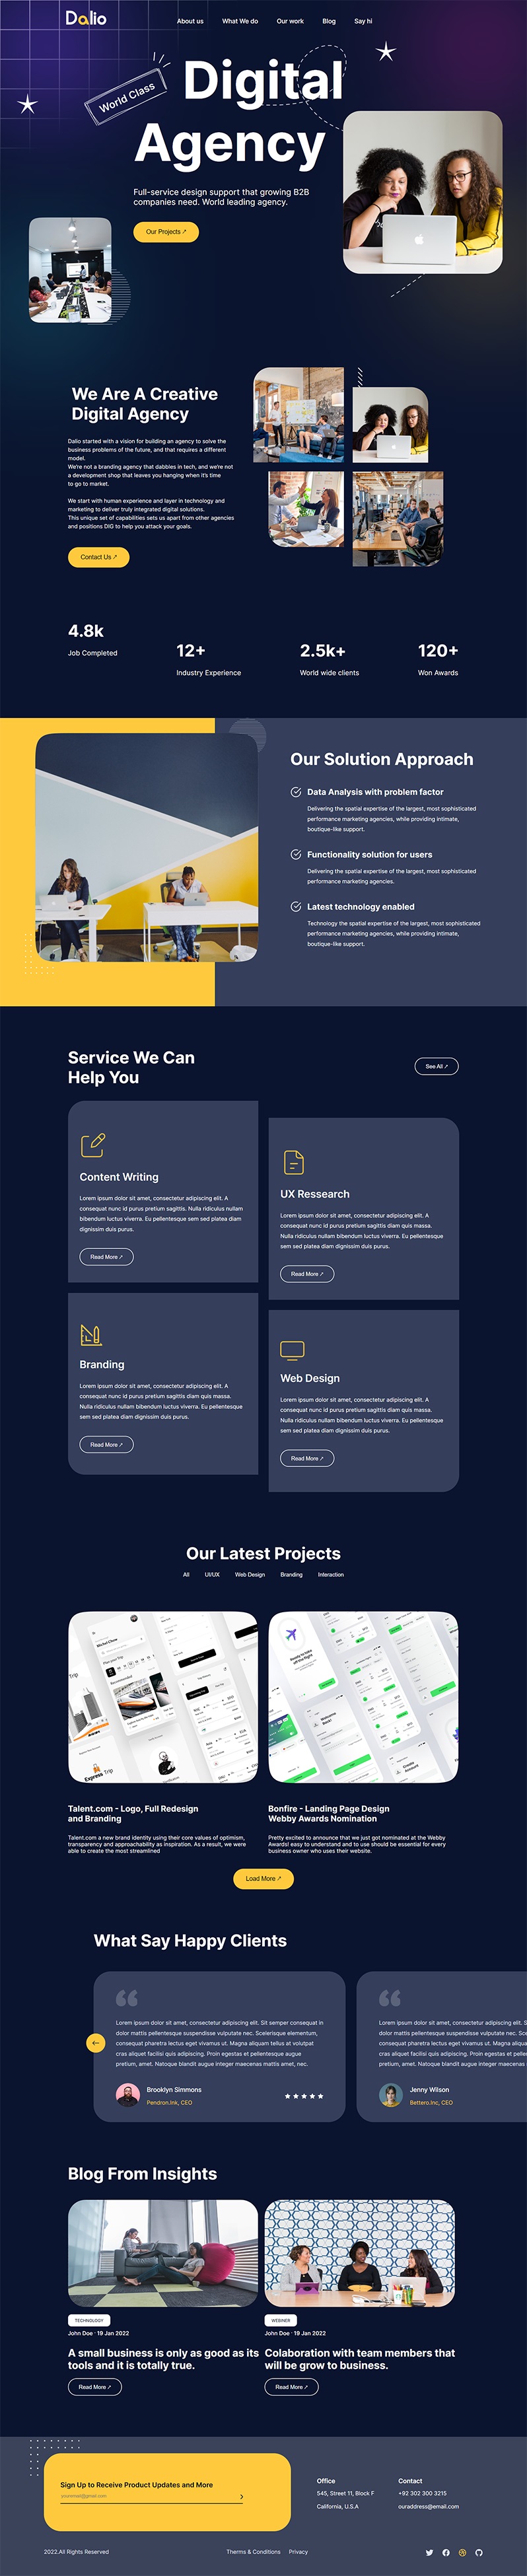 Dalio
About us
What We do
Our work
Blog
Say hi
World Class
Digital
Agency
Full-service design support that growing B2B
companies need. World leading agency.
Our Projects ↗
We Are A Creative
Digital Agency
Dalio started with a vision for building an agency to solve the
business problems of the future, and that requires a different
model.
We're not a branding agency that dabbles in tech, and we're not
a development shop that leaves you hanging when it's time
to go to market.
We start with human experience and layer in technology and
marketing to deliver truly integrated digital solutions.
This unique set of capabilities sets us apart from other agencies
and positions DIG to help you attack your goals.
Contact Us ↗
4.8k
Job Completed
12+
Industry Experience
2.5k+
World wide clients
120+
Won Awards
Our Solution Approach
Data Analysis with problem factor
Delivering the spatial expertise of the largest, most sophisticated
performance marketing agencies, while providing intimate,
boutique-like support.
Functionality solution for users
Delivering the spatial expertise of the largest, most sophisticated
performance marketing agencies.
Latest technology enabled
Technology the spatial expertise of the largest, most sophisticated
performance marketing agencies, while providing intimate,
boutique-like support.
Service We Can
Help You
See All ↗
Content Writing
Lorem ipsum dolor sit amet, consectetur adipiscing elit. A
consequat nunc id purus pretium sagittis. Nulla ridiculus nullam
bibendum luctus viverra. Eu pellentesque sem sed platea diam
dignissim duis purus.
Read More ↗
UX Ressearch
Lorem ipsum dolor sit amet, consectetur adipiscing elit. A
consequat nunc id purus pretium sagittis diam quis massa.
Nulla ridiculus nullam bibendum luctus viverra. Eu pellentesque
sem sed platea diam dignissim duis purus.
Read More ↗
Branding
Lorem ipsum dolor sit amet, consectetur adipiscing elit. A
consequat nunc id purus pretium sagittis diam quis massa.
Nulla ridiculus nullam bibendum luctus viverra. Eu pellentesque
sem sed platea diam dignissim duis purus.
Read More ↗
Web Design
Lorem ipsum dolor sit amet, consectetur adipiscing elit. A
consequat nunc id purus pretium sagittis diam quis massa.
Nulla ridiculus nullam bibendum luctus viverra. Eu pellentesque
sem sed platea diam dignissim duis purus.
Read More ↗
Our Latest Projects
All
UI/UX
Web Design
Branding
Interaction
Plan your Trip
Trip
Express Trip
Ready to take
off the flight
Welcome
Back!
Create
Account
Talent.com - Logo, Full Redesign
and Branding
Talent.com a new brand identity using their core values of optimism,
transparency and approachability as inspiration. As a result, we were
able to create the most streamlined
Bonfire - Landing Page Design
Webby Awards Nomination
Pretty excited to announce that we just got nominated at the Webby
Awards! easy to understand and to use should be essential for every
business owner who uses their website.
Load More ↗
What Say Happy Clients
Lorem ipsum dolor sit amet, consectetur adipiscing elit. Sit semper consequat in
dolor mattis pellentesque suspendisse vulputate nec. Scelerisque elementum,
consequat pharetra lectus eget vivamus ut. Magna aliquam tellus at volutpat
cras aliquet facilisi quis dictumst. Proin egestas et pellentesque augue
pretium, amet. Natoque blandit augue integer maecenas mattis amet, nec.
Brooklyn Simmons
Pendron.Ink, CEO
Lorem ipsum dolor sit amet, consectetur adipiscing elit. S
dolor mattis pellentesque suspendisse vulputate nec. Sce
consequat pharetra lectus eget vivamus ut. Magna aliqua
cras aliquet facilisi quis dictumst. Proin egestas et pelle
pretium, amet. Natoque blandit augue integer maecenas
Jenny Wilson
Bettero.Inc, CEO
Blog From Insights
TECHNOLOGY
John Doe · 19 Jan 2022
A small business is only as good as its
tools and it is totally true.
Read More ↗
WEBINER
John Doe · 19 Jan 2022
Colaboration with team members that
will be grow to business.
Read More ↗
Sign Up to Receive Product Updates and More
youremail@gmail.com
Office
545, Street 11, Block F
California, U.S.A
Contact
+92 302 300 3215
ouraddress@email.com
2022.All Rights Reserved
Therms & Conditions
Privacy